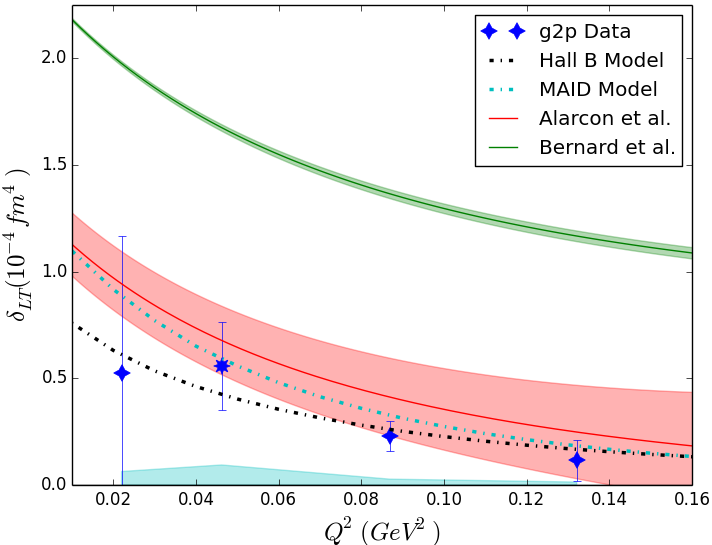 g2p Data
Hall B Model
MAID Model
Alarcon et al.
Bernard et al.
2.0
1.5
1.0
0.5
0.0
δ_LT(10⁻⁴ fm⁴ )
0.02 0.04 0.06 0.08 0.10 0.12 0.14 0.16
Q² (GeV² )